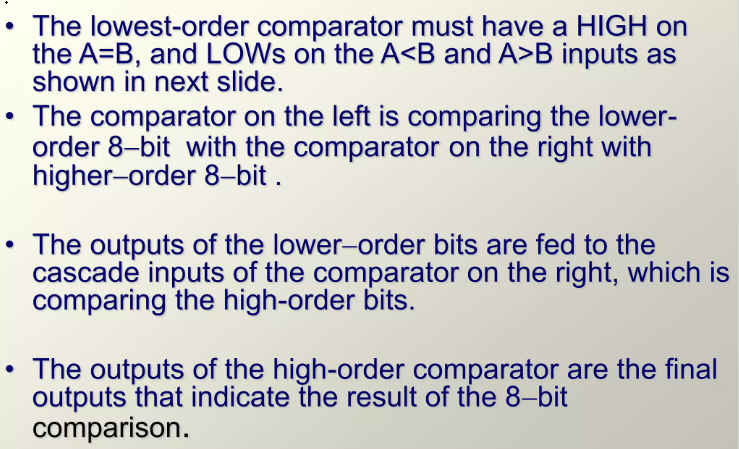 • The lowest-order comparator must have a HIGH on
the A=B, and LOWs on the A<B and A>B inputs as
shown in next slide.
• The comparator on the left is comparing the lower-
order 8–bit with the comparator on the right with
higher–order 8–bit .
• The outputs of the lower–order bits are fed to the
cascade inputs of the comparator on the right, which is
comparing the high-order bits.
• The outputs of the high-order comparator are the final
outputs that indicate the result of the 8–bit
comparison.